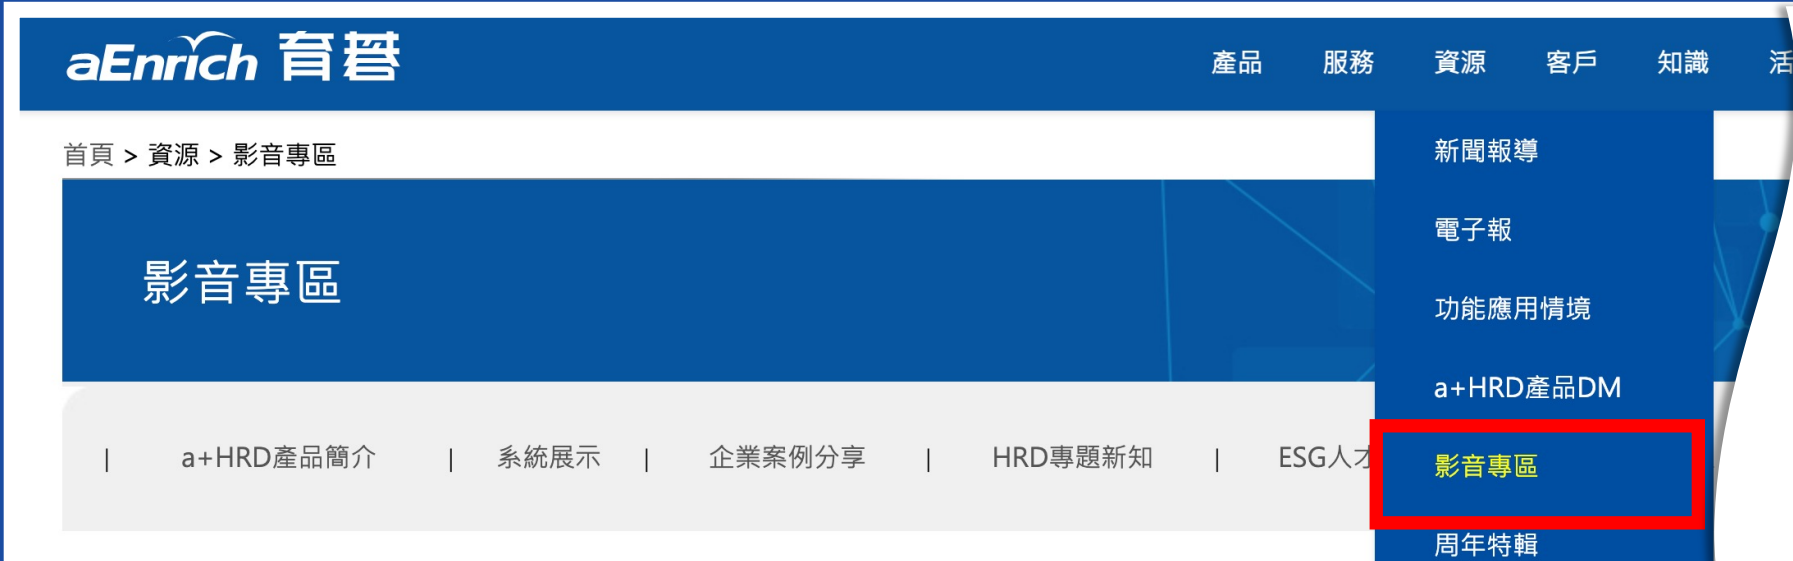 aEnrich 育碁
產品 服務 資源 客戶 知識 活
首頁 > 資源 > 影音專區
新聞報導
電子報
影音專區
功能應用情境
a+HRD產品DM
| a+HRD產品簡介 | 系統展示 | 企業案例分享 | HRD專題新知 | ESG人才
影音專區
周年特輯